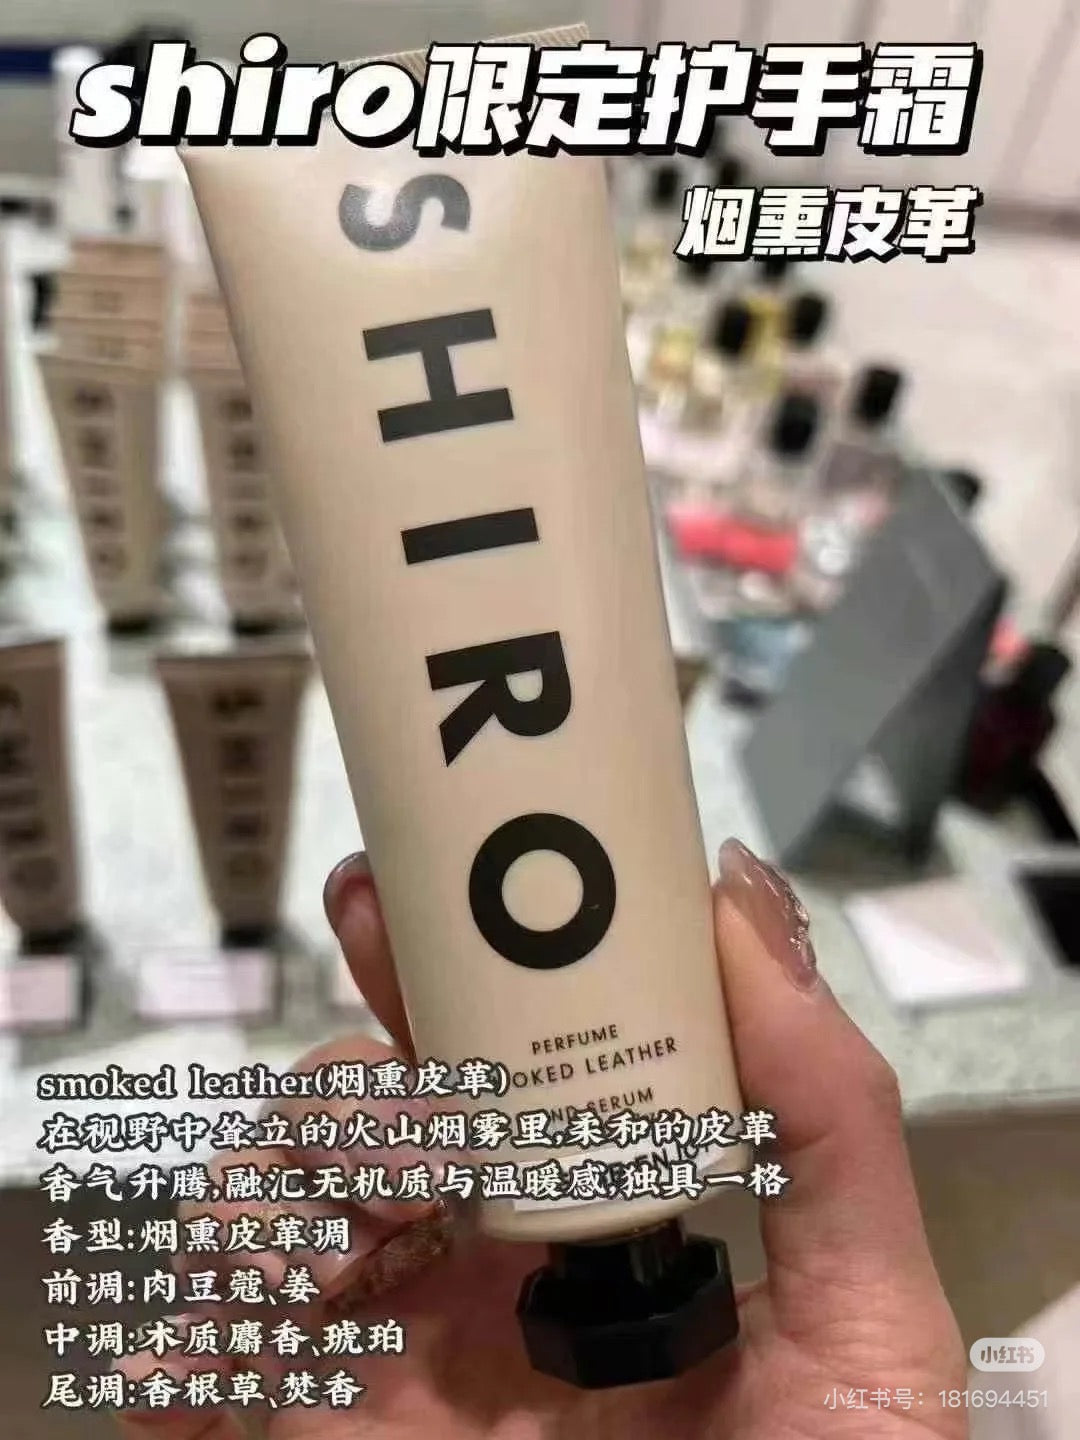 shiro限定护手霜
烟熏皮革
SHIRO
PERFUME
OKED LEATHER
ND SERUM
smoked leather(烟熏皮革)
在视野中耸立的火山烟雾里,柔和的皮革
香气升腾,融汇无机质与温暖感,独具一格
香型:烟熏皮革调
前调:肉豆蔻、姜
中调:木质麝香、琥珀
尾调:香根草、焚香
小红书
小红书号: 181694451